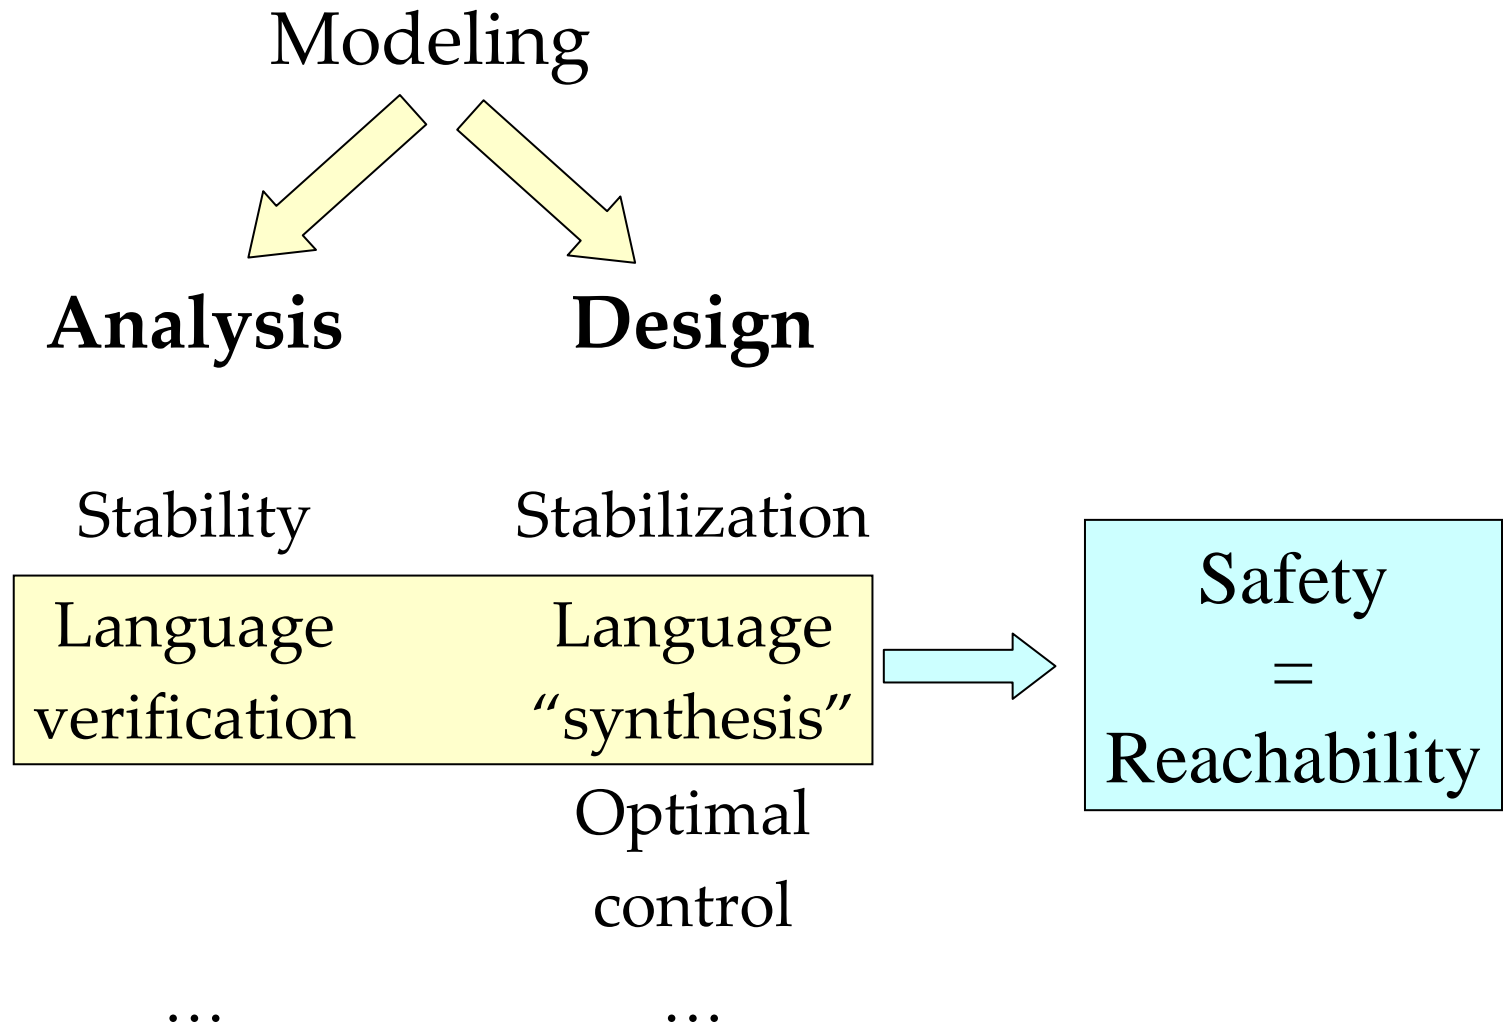 Modeling
Analysis
Design
Stability
Stabilization
Language
verification
Language
“synthesis”
Optimal
control
…
…
Safety
=
Reachability